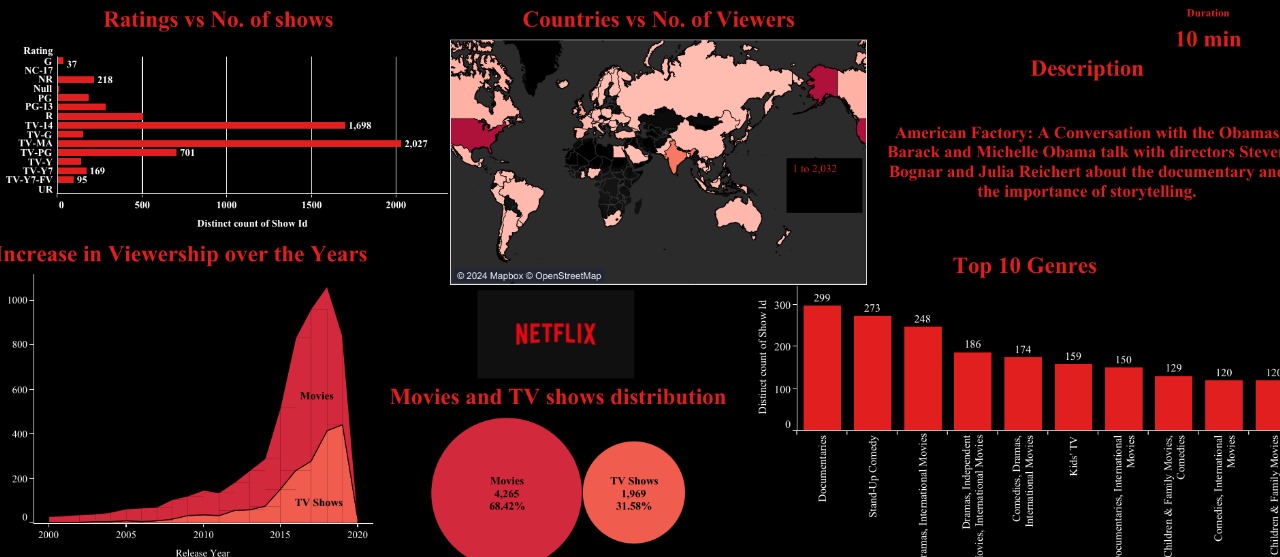 Ratings vs No. of shows
Rating
G
37
NC-17
NR
218
Null
PG
PG-13
R
TV-14
1,698
TV-G
TV-MA
2,027
TV-PG
701
TV-Y
TV-Y7
169
TV-Y7-FV
95
UR
0
500
1000
1500
2000
Distinct count of Show Id
Countries vs No. of Viewers
1 to 2,032
© 2024 Mapbox © OpenStreetMap
Duration
10 min
Description
American Factory: A Conversation with the Obamas
Barack and Michelle Obama talk with directors Steven
Bognar and Julia Reichert about the documentary and
the importance of storytelling.
Increase in Viewership over the Years
1000
800
600
400
200
0
Movies
TV Shows
2000
2005
2010
2015
2020
Release Year
NETFLIX
Movies and TV shows distribution
Movies
4,265
68.42%
TV Shows
1,969
31.58%
Top 10 Genres
Distinct count of Show Id
300
200
100
0
299
273
248
186
174
159
150
129
120
120
Documentaries
Stand-Up Comedy
Dramas, International Movies
Dramas, Independent
Movies, International Movies
Comedies, Dramas,
International Movies
Kids' TV
Documentaries, International
Movies
Children & Family Movies,
Comedies
Comedies, International
Movies
Children & Family Movies